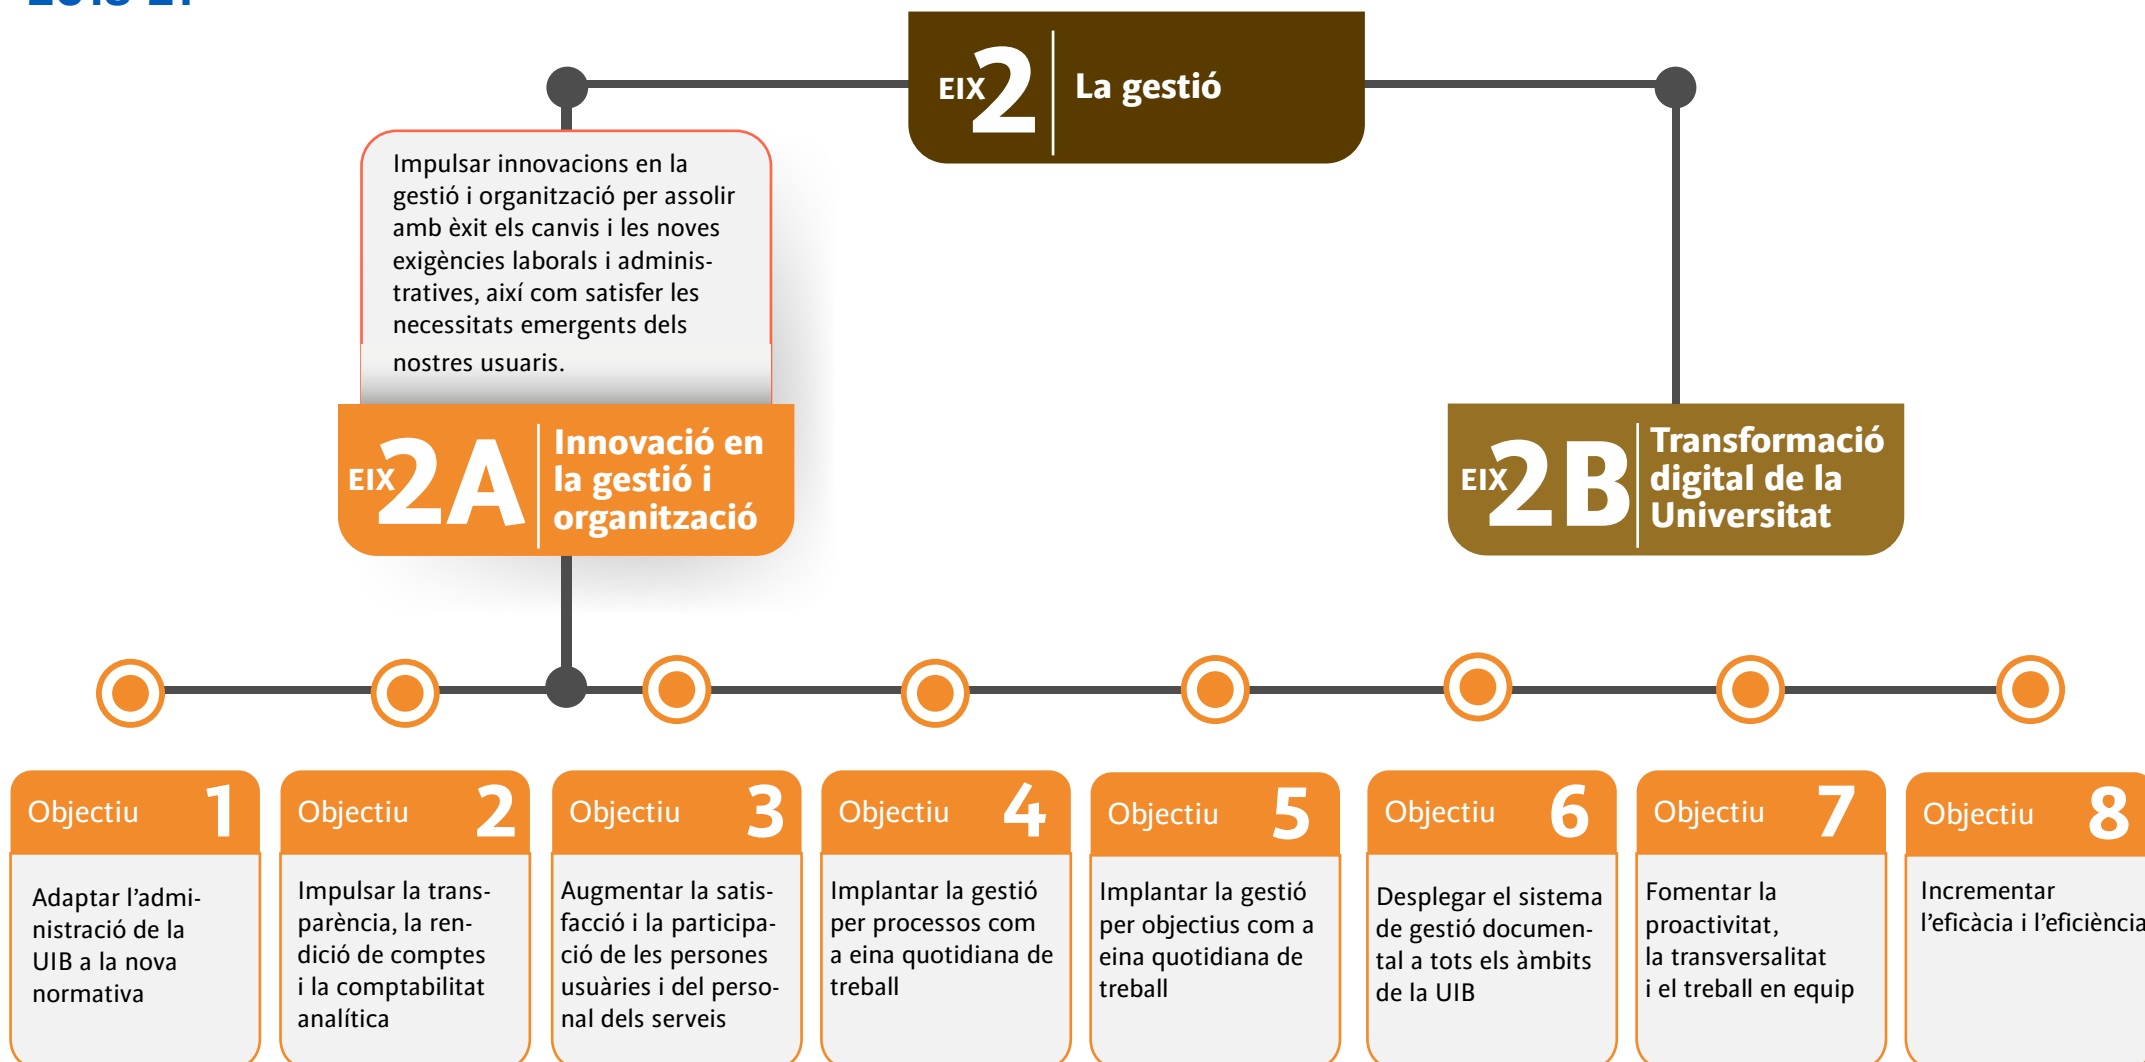 EIX 2 La gestió
Impulsar innovacions en la
gestió i organització per assolir
amb èxit els canvis i les noves
exigències laborals i adminis-
tratives, així com satisfer les
necessitats emergents dels
nostres usuaris.
EIX 2A
Innovació en
la gestió i
organització
EIX 2B
Transformació
digital de la
Universitat
Objectiu 1
Adaptar l'admi-
nistració de la
UIB a la nova
normativa
Objectiu 2
Impulsar la trans-
parència, la ren-
dició de comptes
i la comptabilitat
analítica
Objectiu 3
Augmentar la satis-
facció i la participa-
ció de les persones
usuàries i del perso-
nal dels serveis
Objectiu 4
Implantar la gestió
per processos com
a eina quotidiana de
treball
Objectiu 5
Implantar la gestió
per objectius com a
eina quotidiana de
treball
Objectiu 6
Desplegar el sistema
de gestió documen-
tal a tots els àmbits
de la UIB
Objectiu 7
Fomentar la
proactivitat,
la transversalitat
i el treball en equip
Objectiu 8
Incrementar
l'eficàcia i l'eficiència